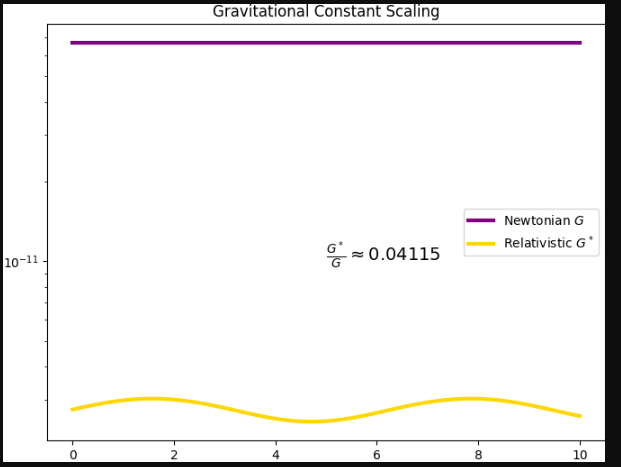 Gravitational Constant Scaling
Newtonian G
Relativistic G*
G*/G ≈ 0.04115
10⁻¹¹
0 2 4 6 8 10